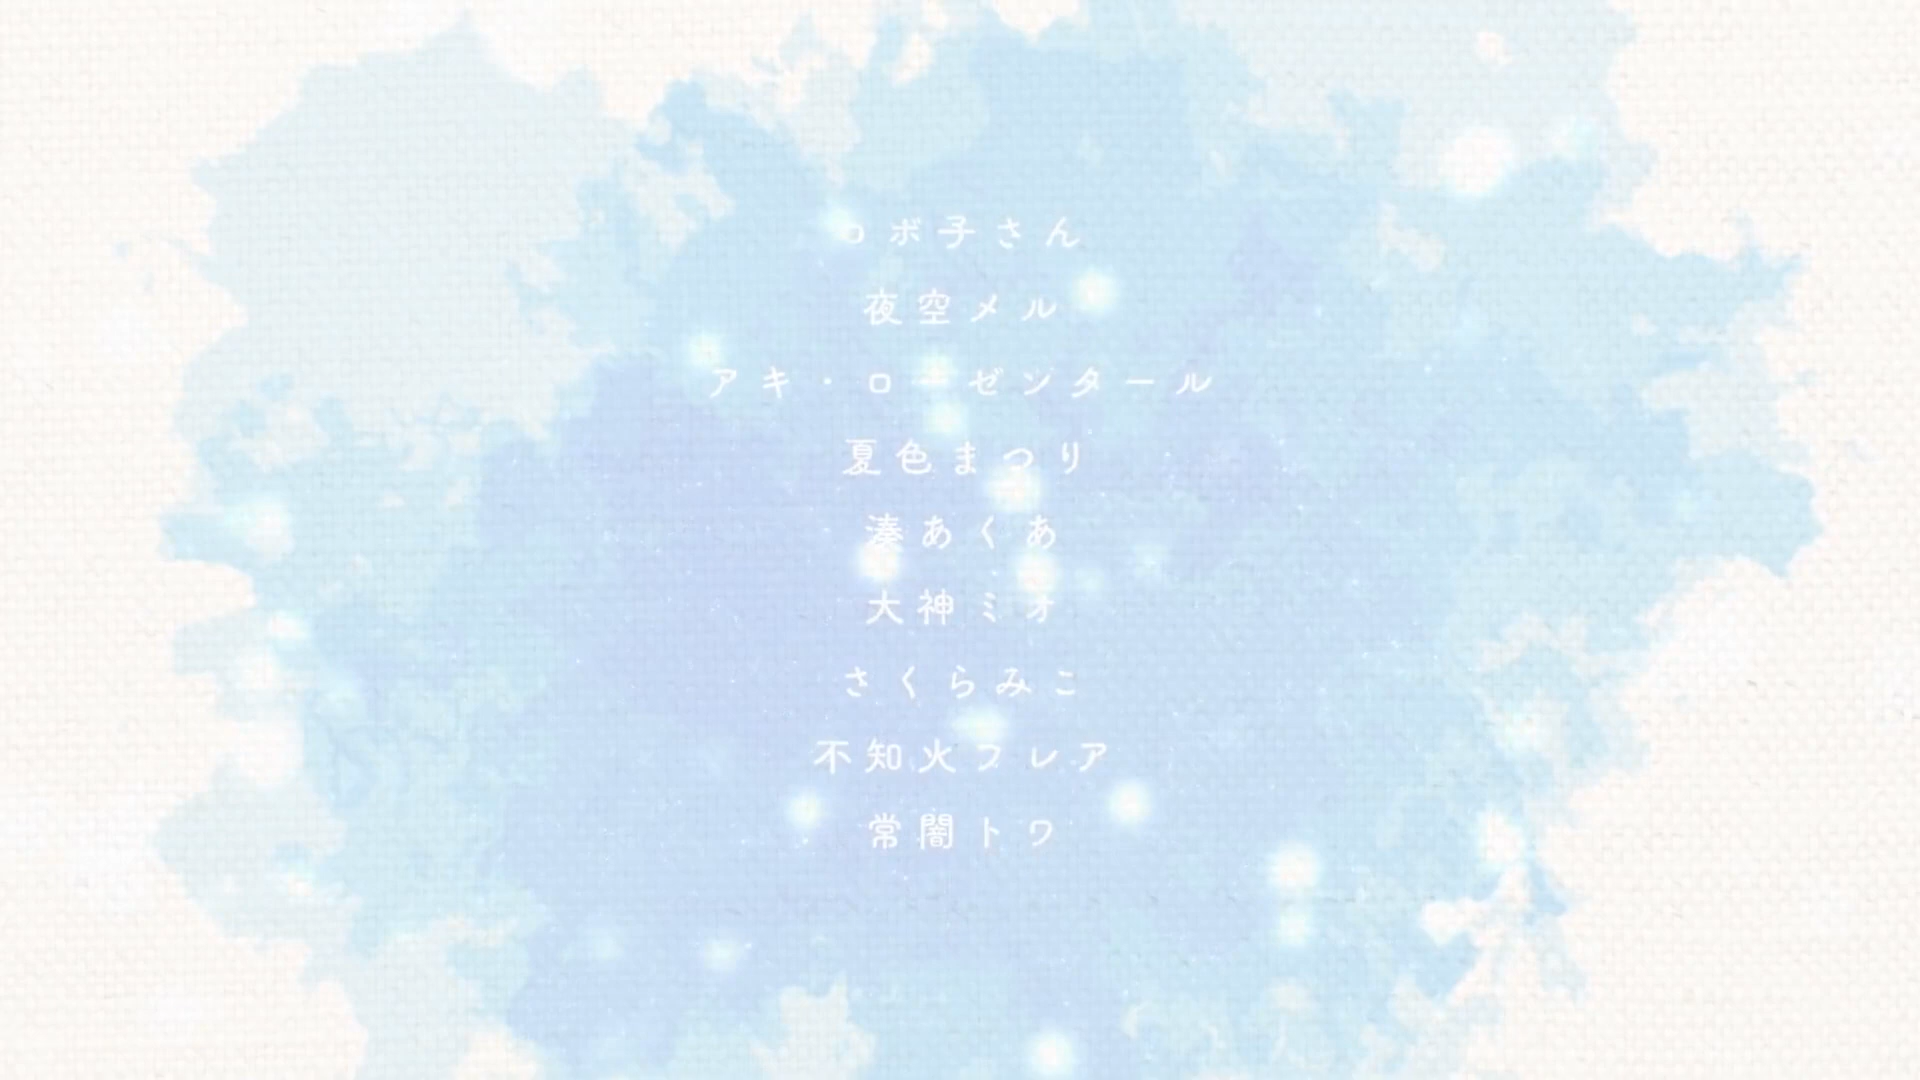 ロボ子さん
夜空メル
アキ・ローゼンタール
夏色まつり
湊あくあ
大神ミオ
さくらみこ
不知火フレア
常闇トワ